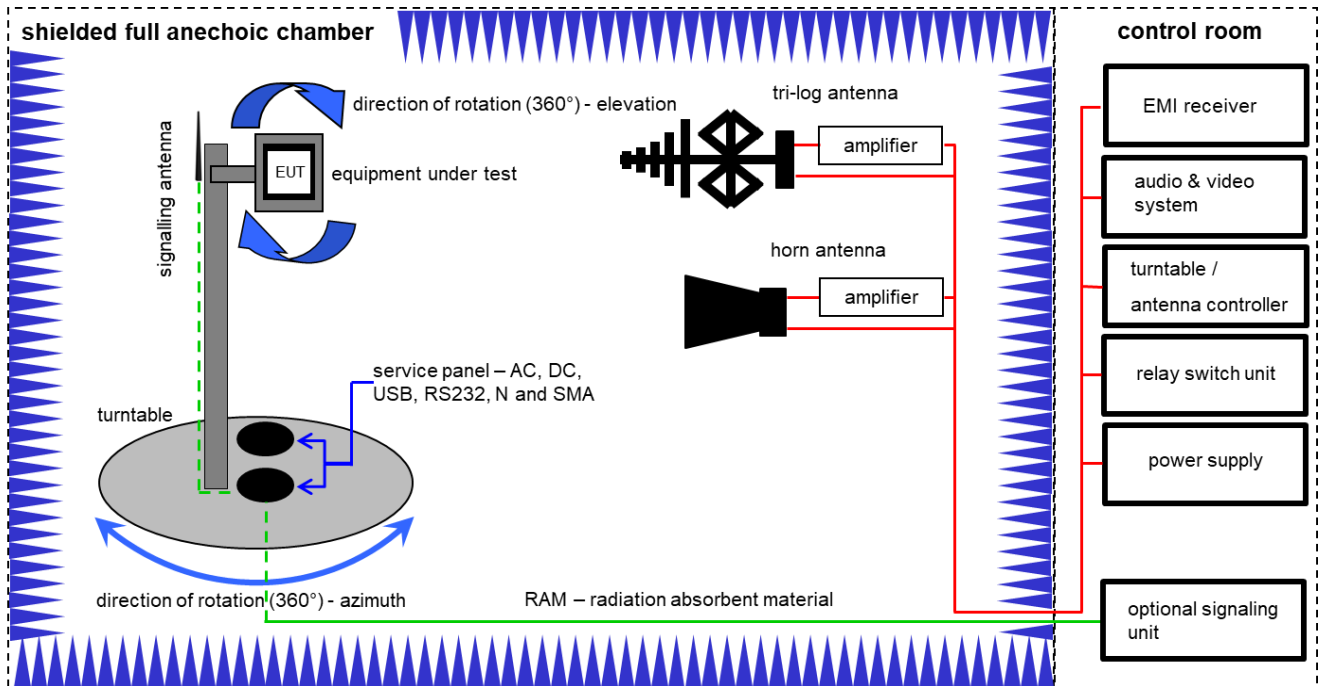 shielded full anechoic chamber
control room
direction of rotation (360°) - elevation
tri-log antenna
EMI receiver
amplifier
signalling antenna
EUT
equipment under test
audio & video
system
horn antenna
turntable /
antenna controller
amplifier
service panel – AC, DC,
USB, RS232, N and SMA
relay switch unit
turntable
power supply
direction of rotation (360°) - azimuth
RAM – radiation absorbent material
optional signaling
unit